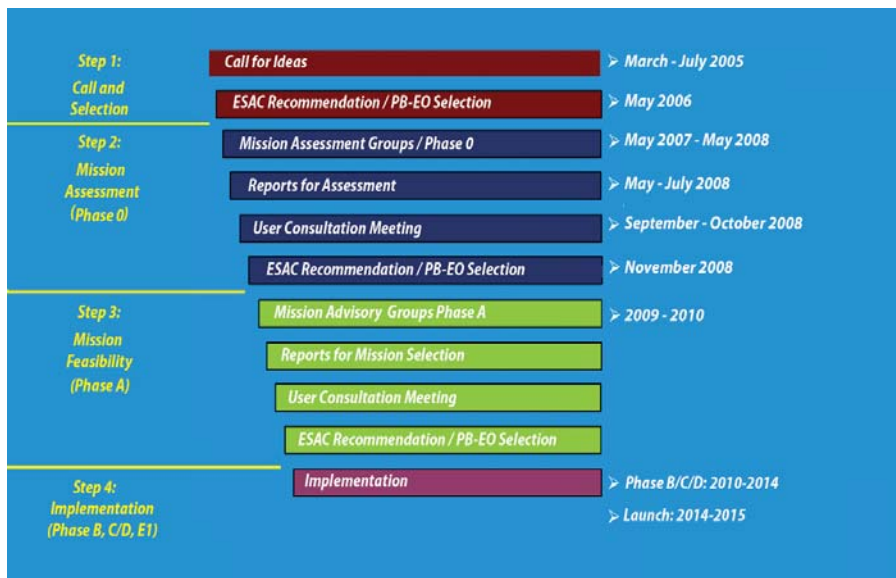 Step 1:
Call and
Selection
Call for Ideas
➢ March - July 2005
ESAC Recommendation / PB-EO Selection
➢ May 2006
Step 2:
Mission
Assessment
(Phase 0)
Mission Assessment Groups / Phase 0
➢ May 2007 - May 2008
Reports for Assessment
➢ May - July 2008
User Consultation Meeting
➢ September - October 2008
ESAC Recommendation / PB-EO Selection
➢ November 2008
Step 3:
Mission
Feasibility
(Phase A)
Mission Advisory Groups Phase A
➢ 2009 - 2010
Reports for Mission Selection
User Consultation Meeting
ESAC Recommendation / PB-EO Selection
Step 4:
Implementation
(Phase B, C/D, E1)
Implementation
➢ Phase B/C/D: 2010-2014
➢ Launch: 2014-2015